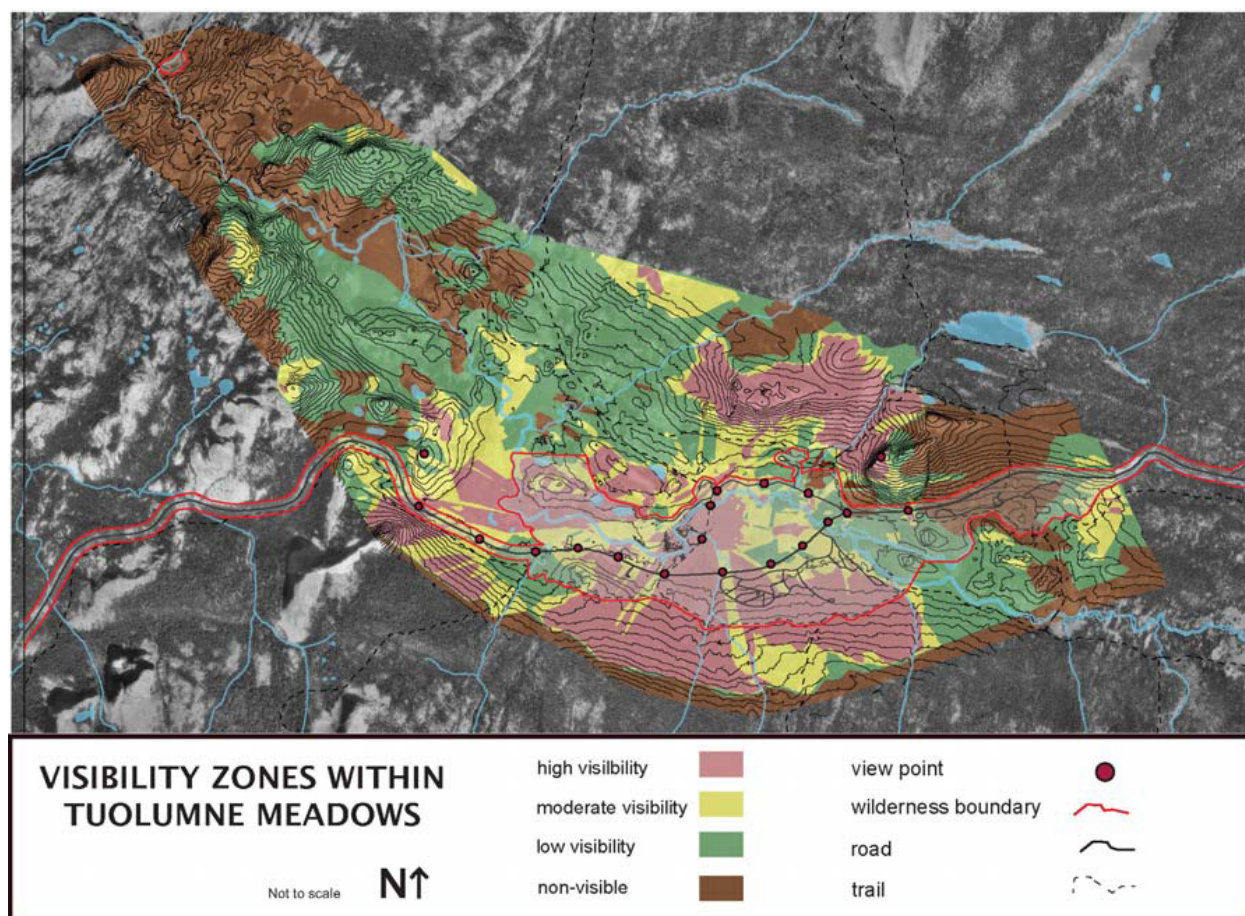 VISIBILITY ZONES WITHIN
TUOLUMNE MEADOWS
Not to scale
N↑
high visilbility
moderate visibility
low visibility
non-visible
view point
wilderness boundary
road
trail